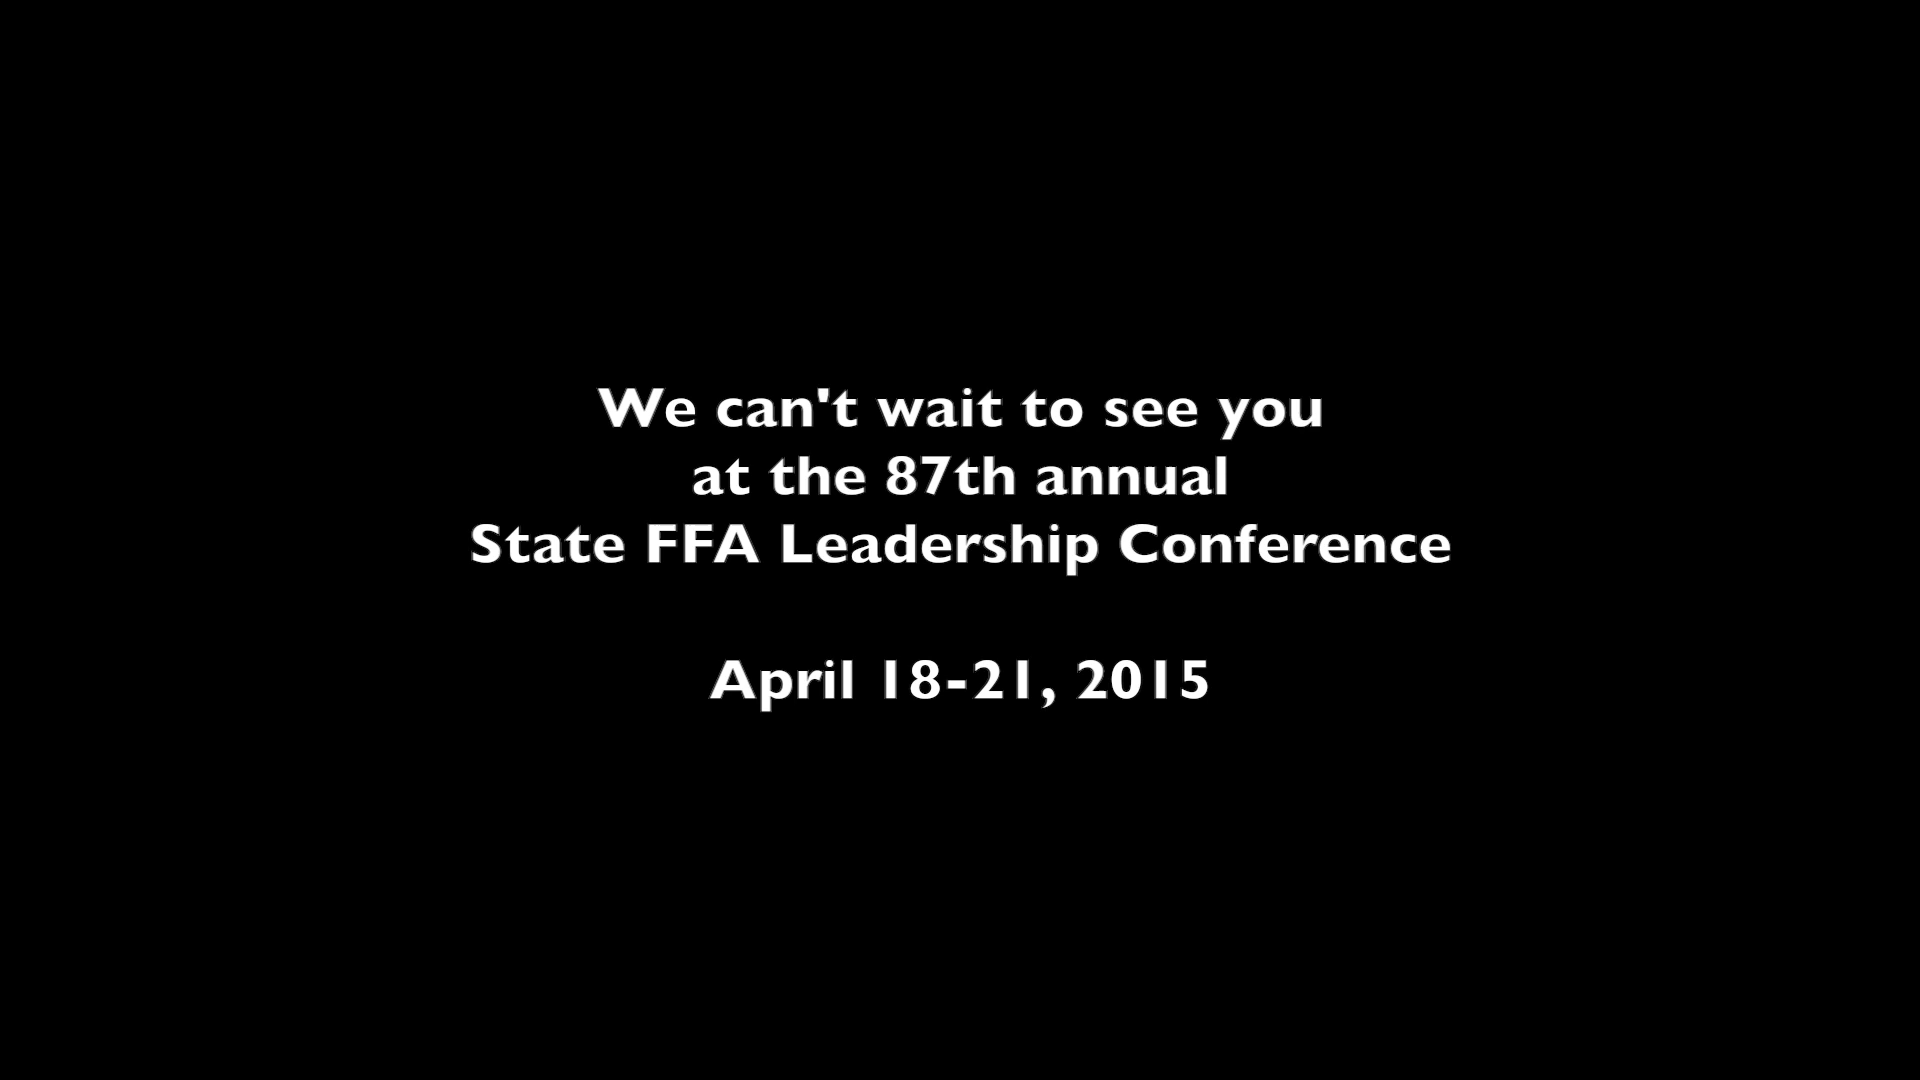 We can't wait to see you
at the 87th annual
State FFA Leadership Conference
April 18-21, 2015